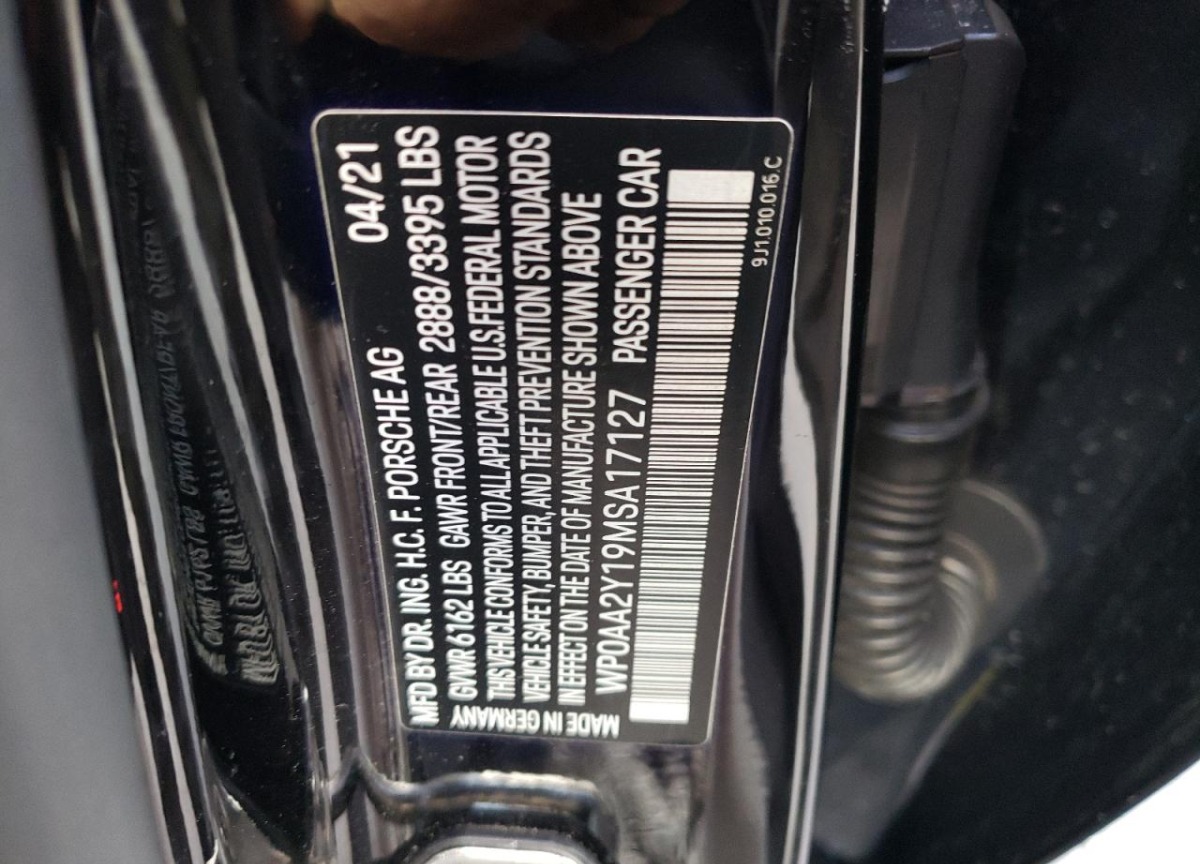 MFD BY DR. ING. H.C. F. PORSCHE AG 04/21
GVWR 6162 LBS GAWR FRONT/REAR 2888/3395 LBS
THIS VEHICLE CONFORMS TO ALL APPLICABLE U.S. FEDERAL MOTOR
VEHICLE SAFETY, BUMPER, AND THEFT PREVENTION STANDARDS
IN EFFECT ON THE DATE OF MANUFACTURE SHOWN ABOVE
WP0AA2Y19MSA17127 PASSENGER CAR
MADE IN GERMANY
9J1.010.016.C